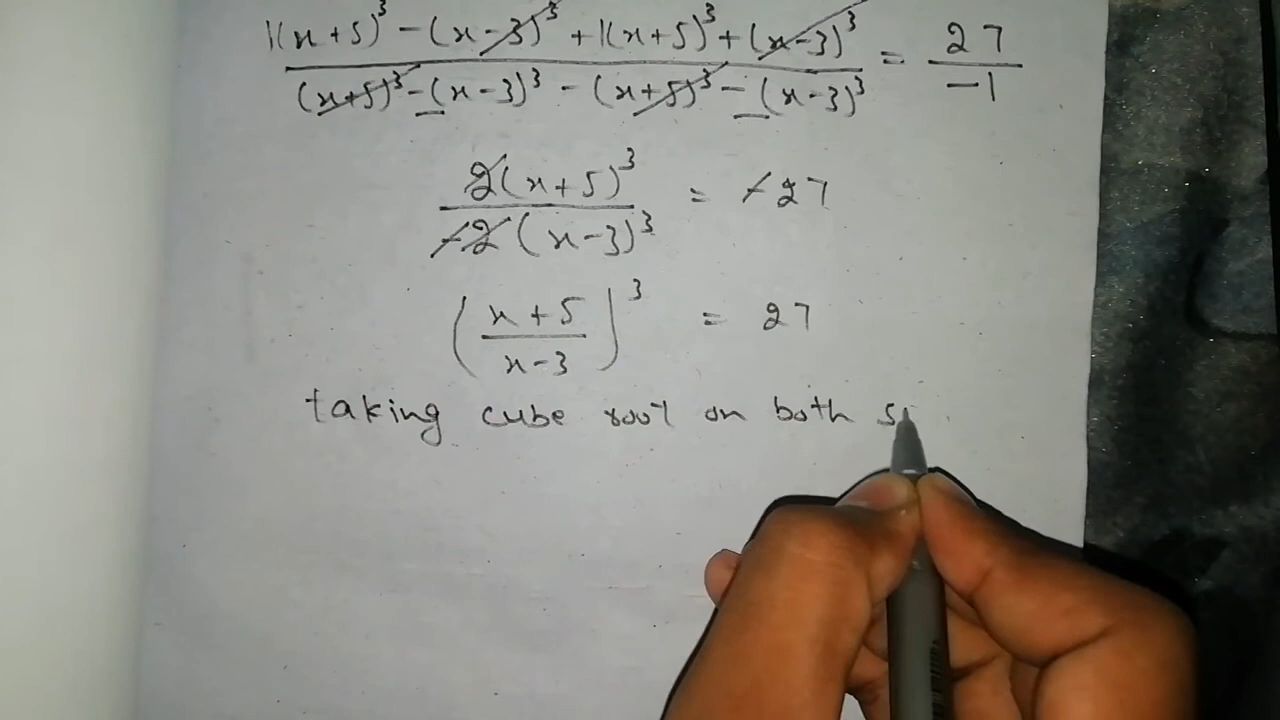 1(x+5)³ - (x-3)³ + 1(x+5)³ + (x-3)³ / (x+5)³ - (x-3)³ - (x+5)³ - (x-3)³ = 27 / -1
2(x+5)³ / -2(x-3)³ = -27
(x+5 / x-3)³ = 27
taking cube root on both s